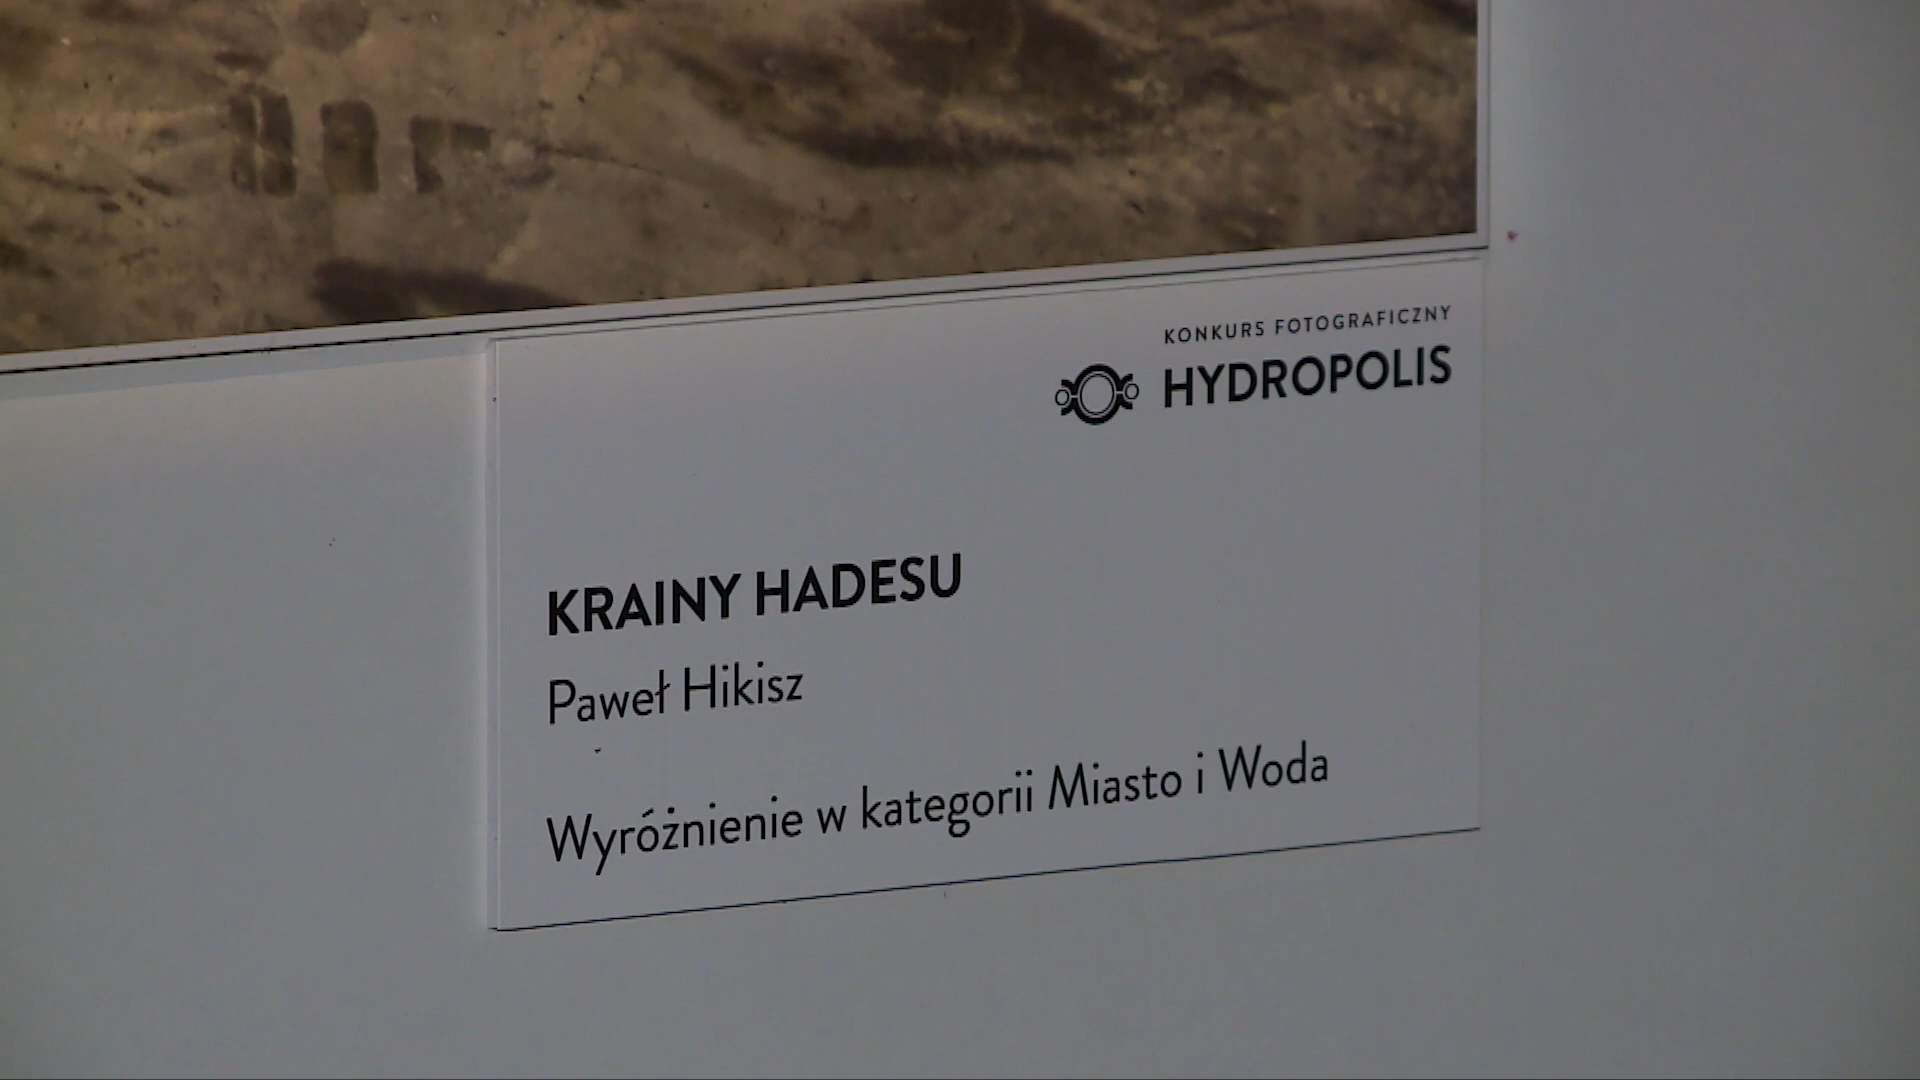 KONKURS FOTOGRAFICZNY
HYDROPOLIS
KRAINY HADESU
Paweł Hikisz
Wyróżnienie w kategorii Miasto i Woda